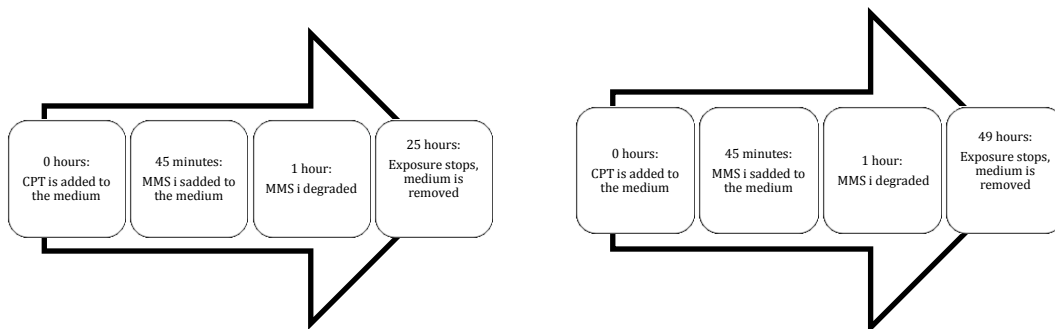 0 hours:
CPT is added to
the medium
45 minutes:
MMS i sadded to
the medium
1 hour:
MMS i degraded
25 hours:
Exposure stops,
medium is
removed
0 hours:
CPT is added to
the medium
45 minutes:
MMS i sadded to
the medium
1 hour:
MMS i degraded
49 hours:
Exposure stops,
medium is
removed